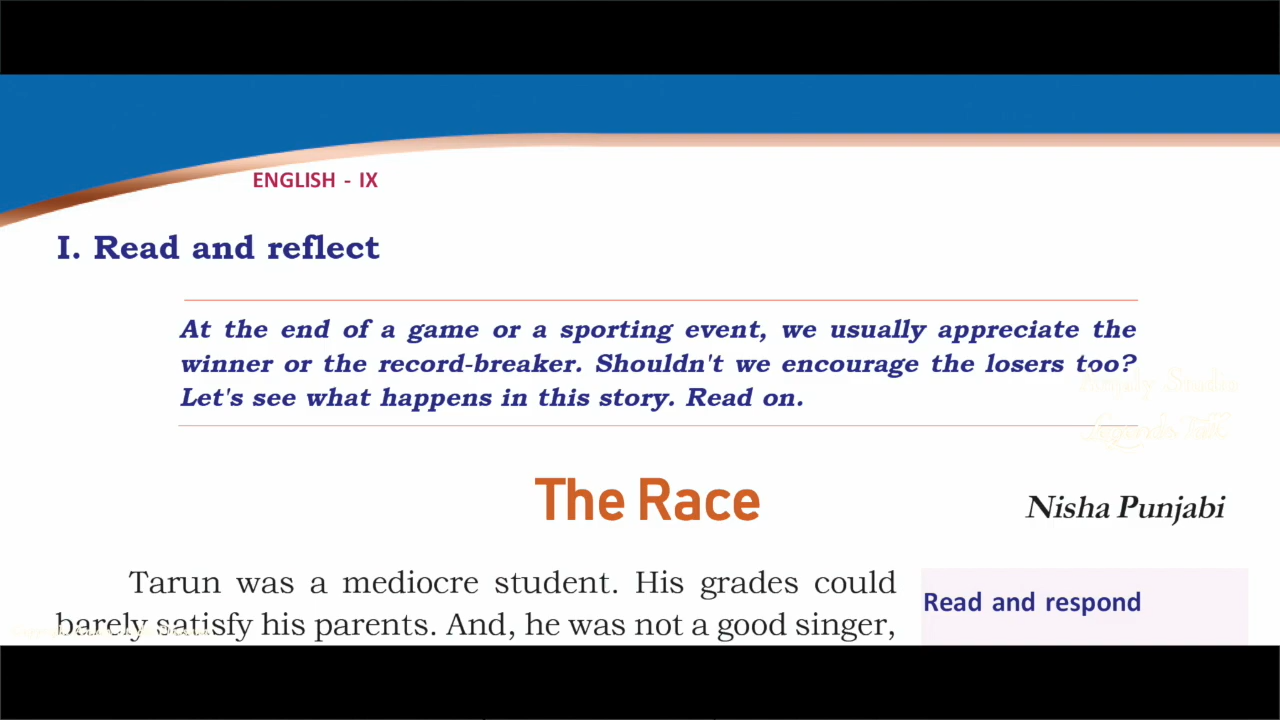 ENGLISH - IX
I. Read and reflect
At the end of a game or a sporting event, we usually appreciate the
winner or the record-breaker. Shouldn't we encourage the losers too?
Let's see what happens in this story. Read on.
The Race
Nisha Punjabi
Tarun was a mediocre student. His grades could
barely satisfy his parents. And, he was not a good singer,
Read and respond